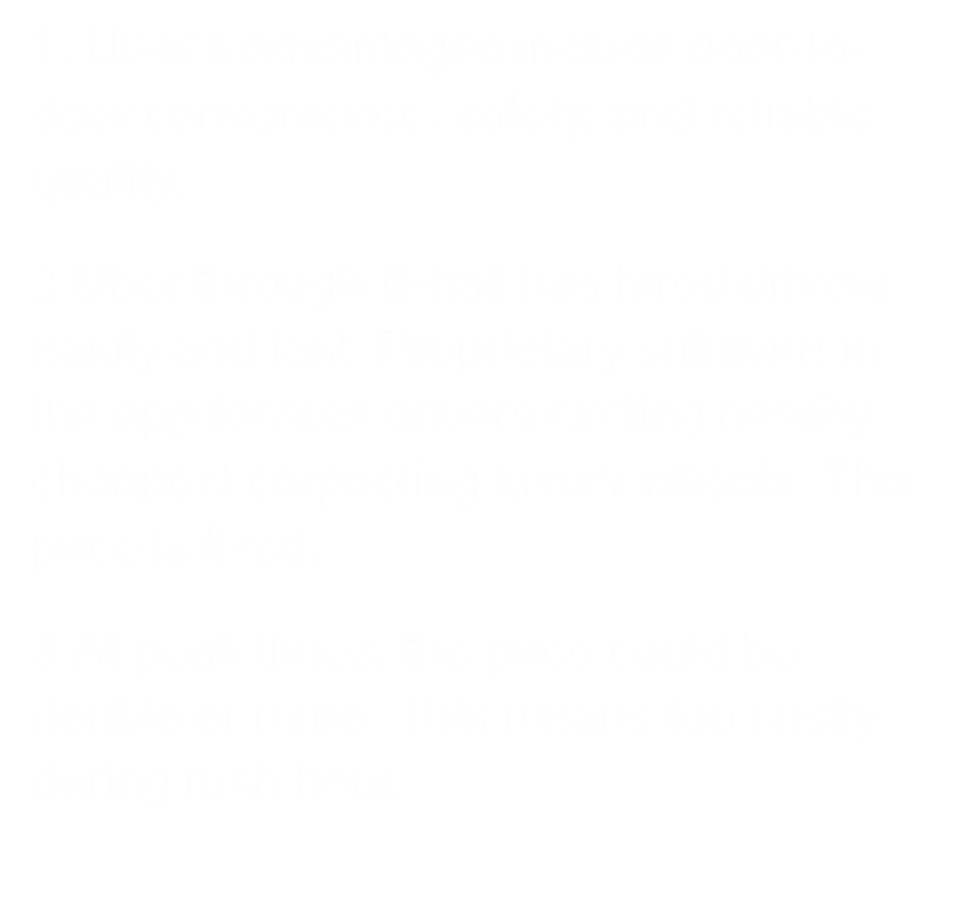 1. Uber's advantages include door-to-
door convenience, safety, and reliable
quality.
2. Uber through E-hail has hired drivers
easily and fast. Proprietary software in
the app locates drivers circling nearby
cheapest carpooling luxury wheels. The
price is fixed.
3. At peak times, the price could be
double or more. This means too costly
during rush hour.